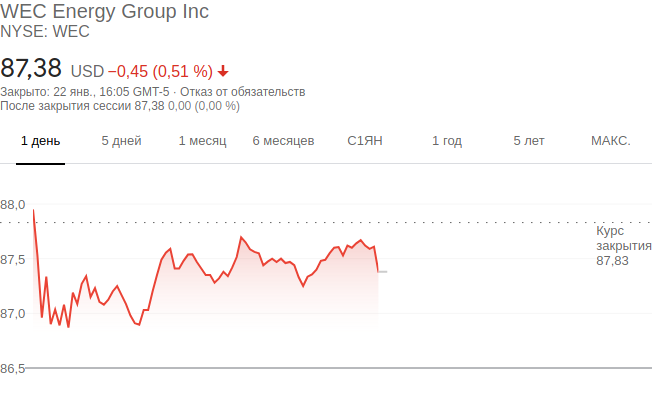 WEC Energy Group Inc
NYSE: WEC
87,38 USD −0,45 (0,51 %)
Закрыто: 22 янв., 16:05 GMT-5 · Отказ от обязательств
После закрытия сессии 87,38 0,00 (0,00 %)
1 день 5 дней 1 месяц 6 месяцев С1ЯН 1 год 5 лет МАКС.
88,0
Курс
закрытия
87,83
87,5
87,0
86,5